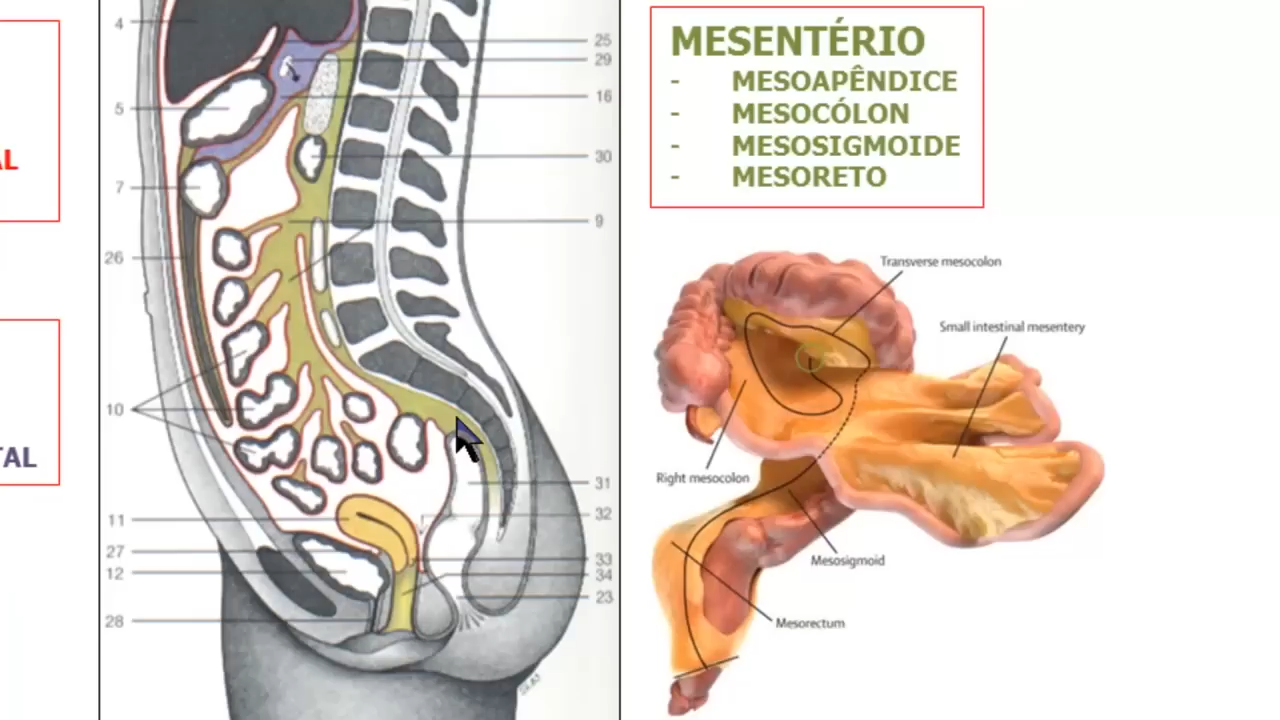 AL
TAL
4
5
7
26
10
11
27
12
28
25
29
16
30
9
31
32
33
34
23
MESENTÉRIO
- MESOAPÊNDICE
- MESOCÓLON
- MESOSIGMOIDE
- MESORETO
Transverse mesocolon
Small intestinal mesentery
Right mesocolon
Mesosigmoid
Mesorectum